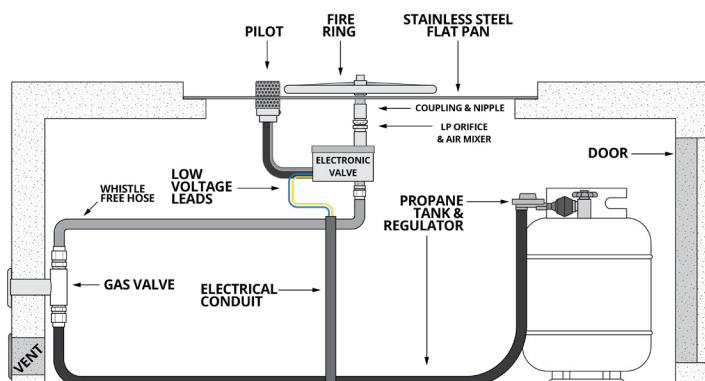 PILOT
FIRE
RING
STAINLESS STEEL
FLAT PAN
COUPLING & NIPPLE
LP ORIFICE
& AIR MIXER
ELECTRONIC
VALVE
DOOR
LOW
VOLTAGE
LEADS
WHISTLE
FREE HOSE
PROPANE
TANK &
REGULATOR
GAS VALVE
ELECTRICAL
CONDUIT
VENT